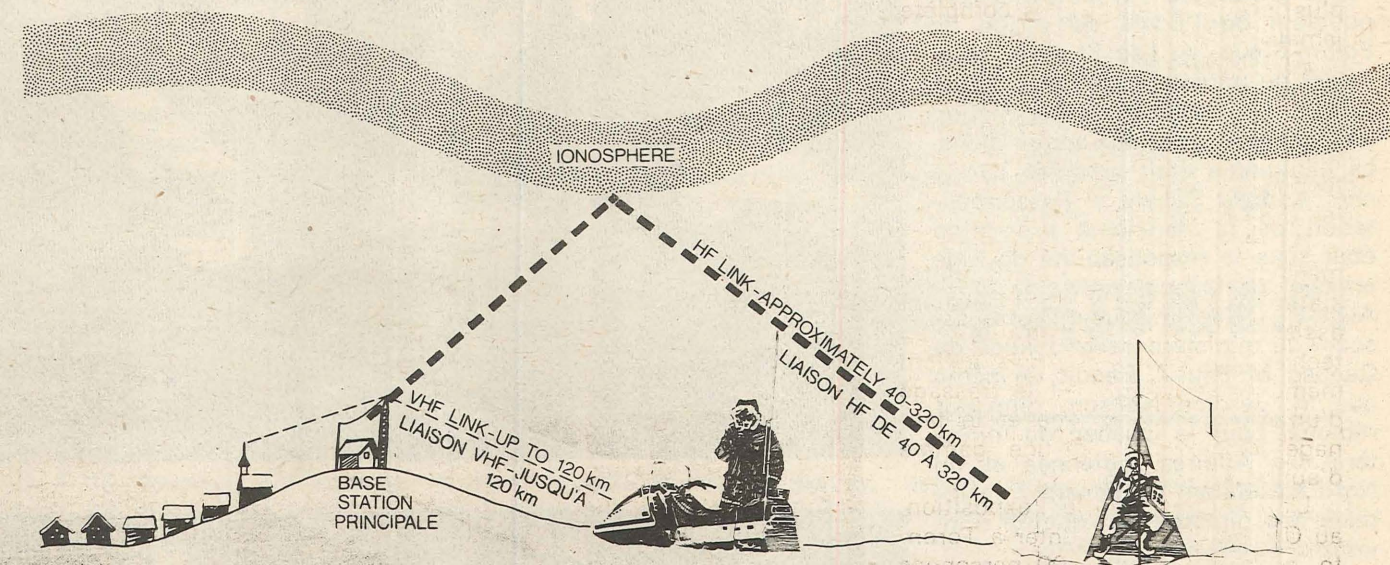 IONOSPHERE
HF LINK-APPROXIMATELY 40-320 km
LIAISON HF DE 40 À 320 km
VHF LINK-UP TO 120 km
LIAISON VHF-JUSQU'À
120 km
BASE
STATION
PRINCIPALE